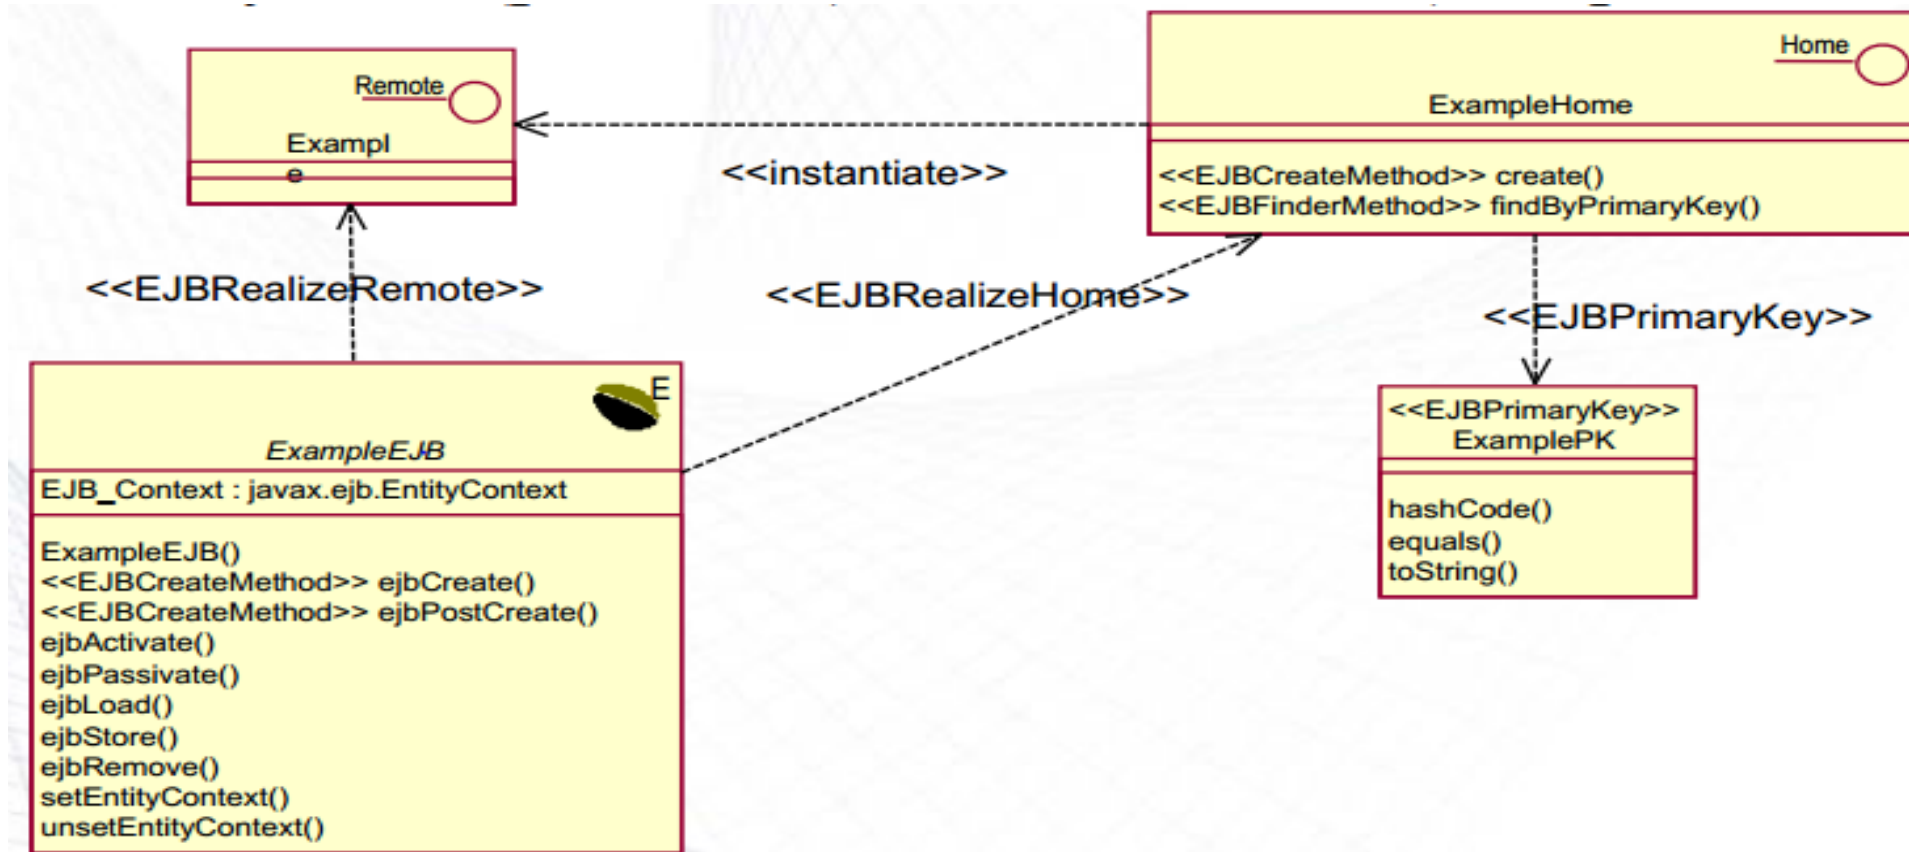 Remote
Exampl
e
Home
ExampleHome
<<EJBCreateMethod>> create()
<<EJBFinderMethod>> findByPrimaryKey()
<<instantiate>>
<<EJBRealizeRemote>>
<<EJBRealizeHome>>
<<EJBPrimaryKey>>
E
ExampleEJB
EJB_Context : javax.ejb.EntityContext
ExampleEJB()
<<EJBCreateMethod>> ejbCreate()
<<EJBCreateMethod>> ejbPostCreate()
ejbActivate()
ejbPassivate()
ejbLoad()
ejbStore()
ejbRemove()
setEntityContext()
unsetEntityContext()
<<EJBPrimaryKey>>
ExamplePK
hashCode()
equals()
toString()